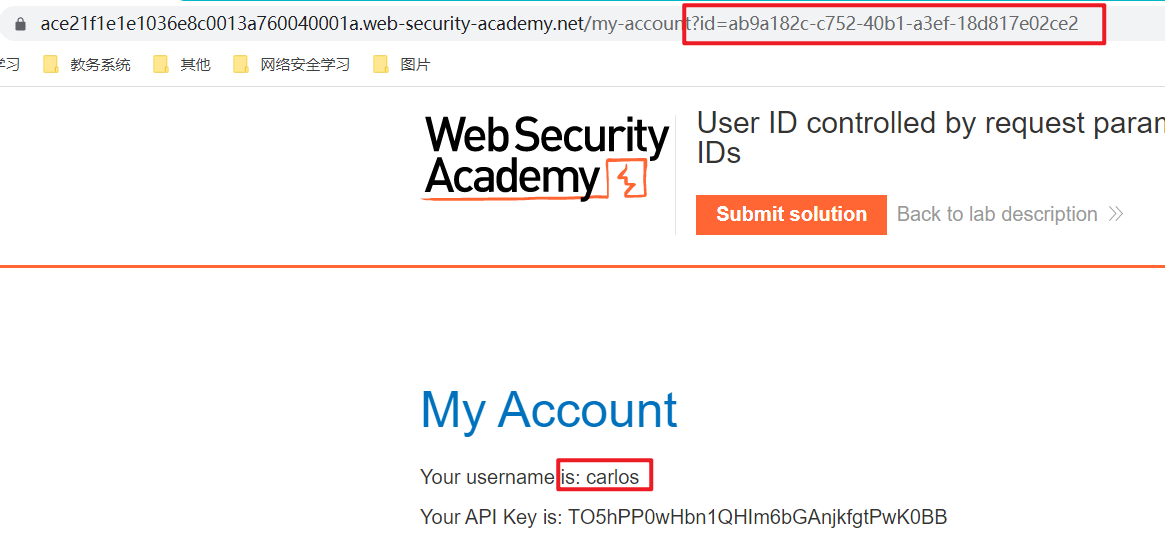 ace21f1e1e1036e8c0013a760040001a.web-security-academy.net/my-account?id=ab9a182c-c752-40b1-a3ef-18d817e02ce2
学习 教务系统 其他 网络安全学习 图片
Web Security
Academy
User ID controlled by request param
IDs
Submit solution Back to lab description
My Account
Your username is: carlos
Your API Key is: TO5hPP0wHbn1QHIm6bGAnjkfgtPwK0BB